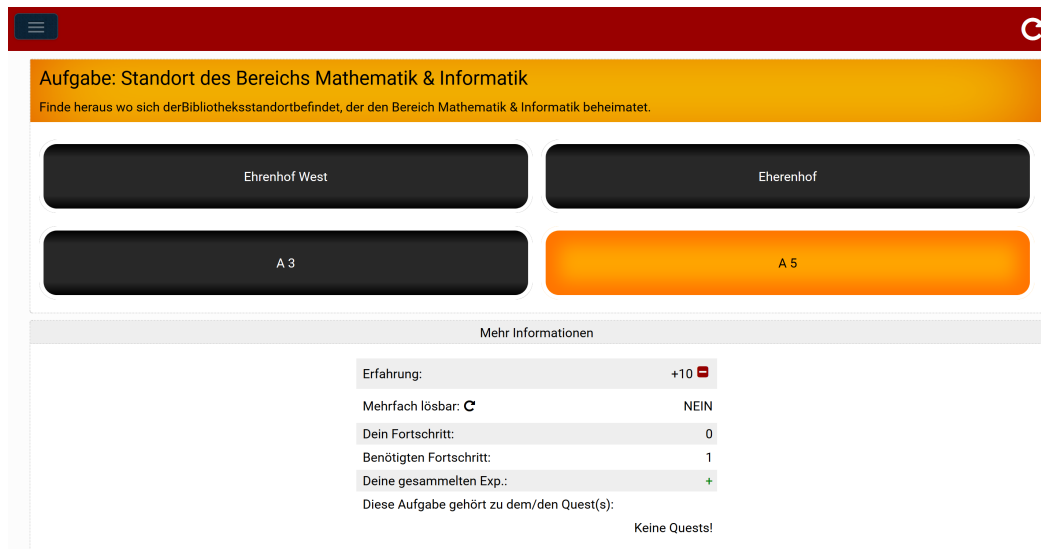 Aufgabe: Standort des Bereichs Mathematik & Informatik
Finde heraus wo sich derBibliotheksstandortbefindet, der den Bereich Mathematik & Informatik beheimatet.
Ehrenhof West
Eherenhof
A 3
A 5
Mehr Informationen
Erfahrung: +10
Mehrfach lösbar: NEIN
Dein Fortschritt: 0
Benötigten Fortschritt: 1
Deine gesammelten Exp.: +
Diese Aufgabe gehört zu dem/den Quest(s):
Keine Quests!